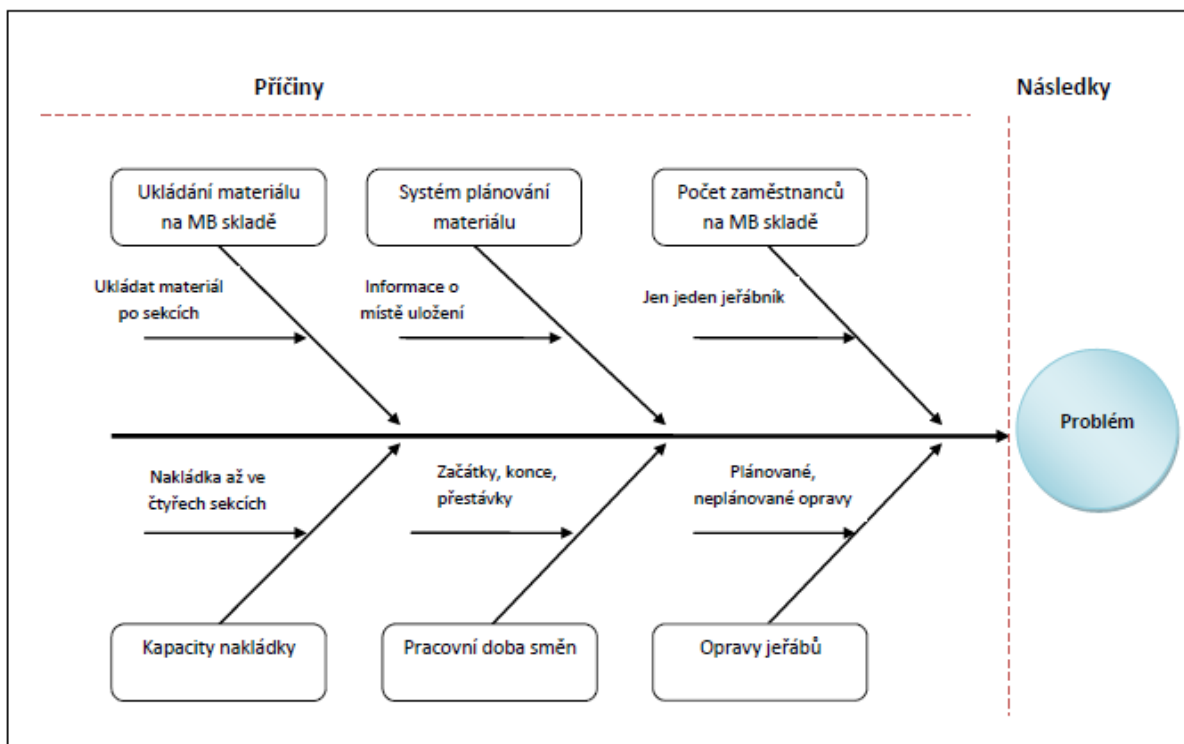 Příčiny
Následky
Ukládání materiálu
na MB skladě
Systém plánování
materiálu
Počet zaměstnanců
na MB skladě
Ukládat materiál
po sekcích
Informace o
místě uložení
Jen jeden jeřábník
Problém
Nakládka až ve
čtyřech sekcích
Začátky, konce,
přestávky
Plánované,
neplánované opravy
Kapacity nakládky
Pracovní doba směn
Opravy jeřábů